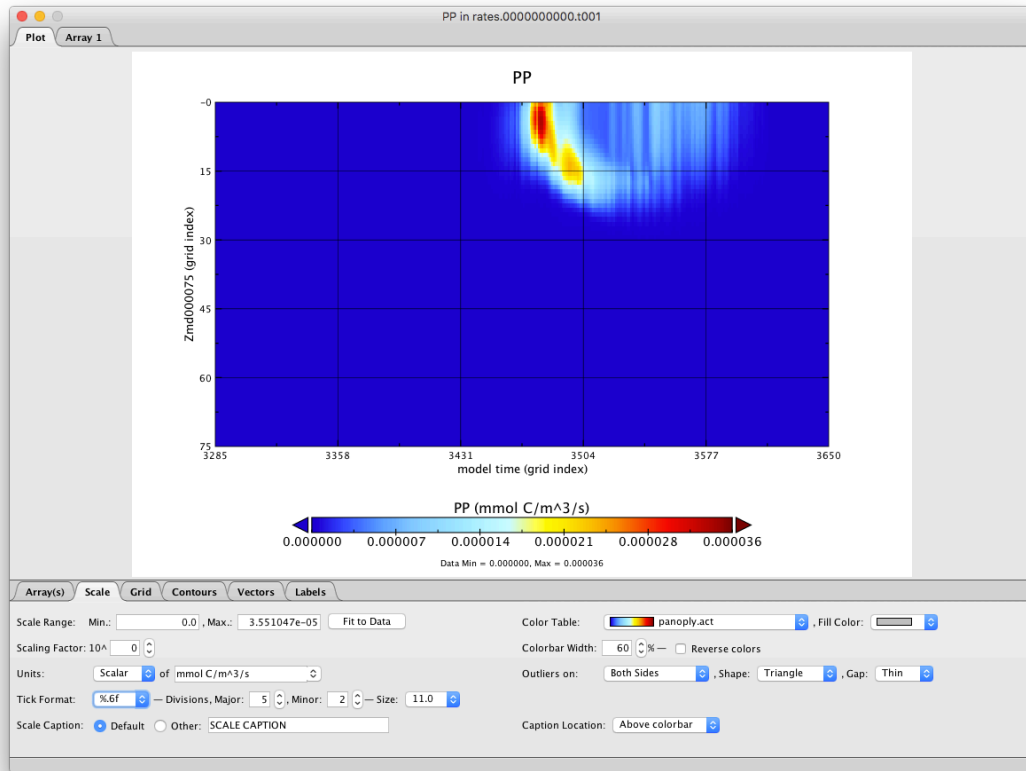 PP in rates.0000000000.t001
Plot Array 1
PP
-0
15
30
45
60
75
Zmd000075 (grid index)
3285 3358 3431 3504 3577 3650
model time (grid index)
PP (mmol C/m^3/s)
0.000000 0.000007 0.000014 0.000021 0.000028 0.000036
Data Min = 0.000000, Max = 0.000036
Array(s) Scale Grid Contours Vectors Labels
Scale Range: Min.: 0.0 , Max.: 3.551047e-05 Fit to Data Color Table: panoply.act , Fill Color:
Scaling Factor: 10^ 0 Colorbar Width: 60 % — Reverse colors
Units: Scalar of mmol C/m^3/s Outliers on: Both Sides , Shape: Triangle , Gap: Thin
Tick Format: %.6f — Divisions, Major: 5 , Minor: 2 — Size: 11.0
Scale Caption: Default Other: SCALE CAPTION Caption Location: Above colorbar